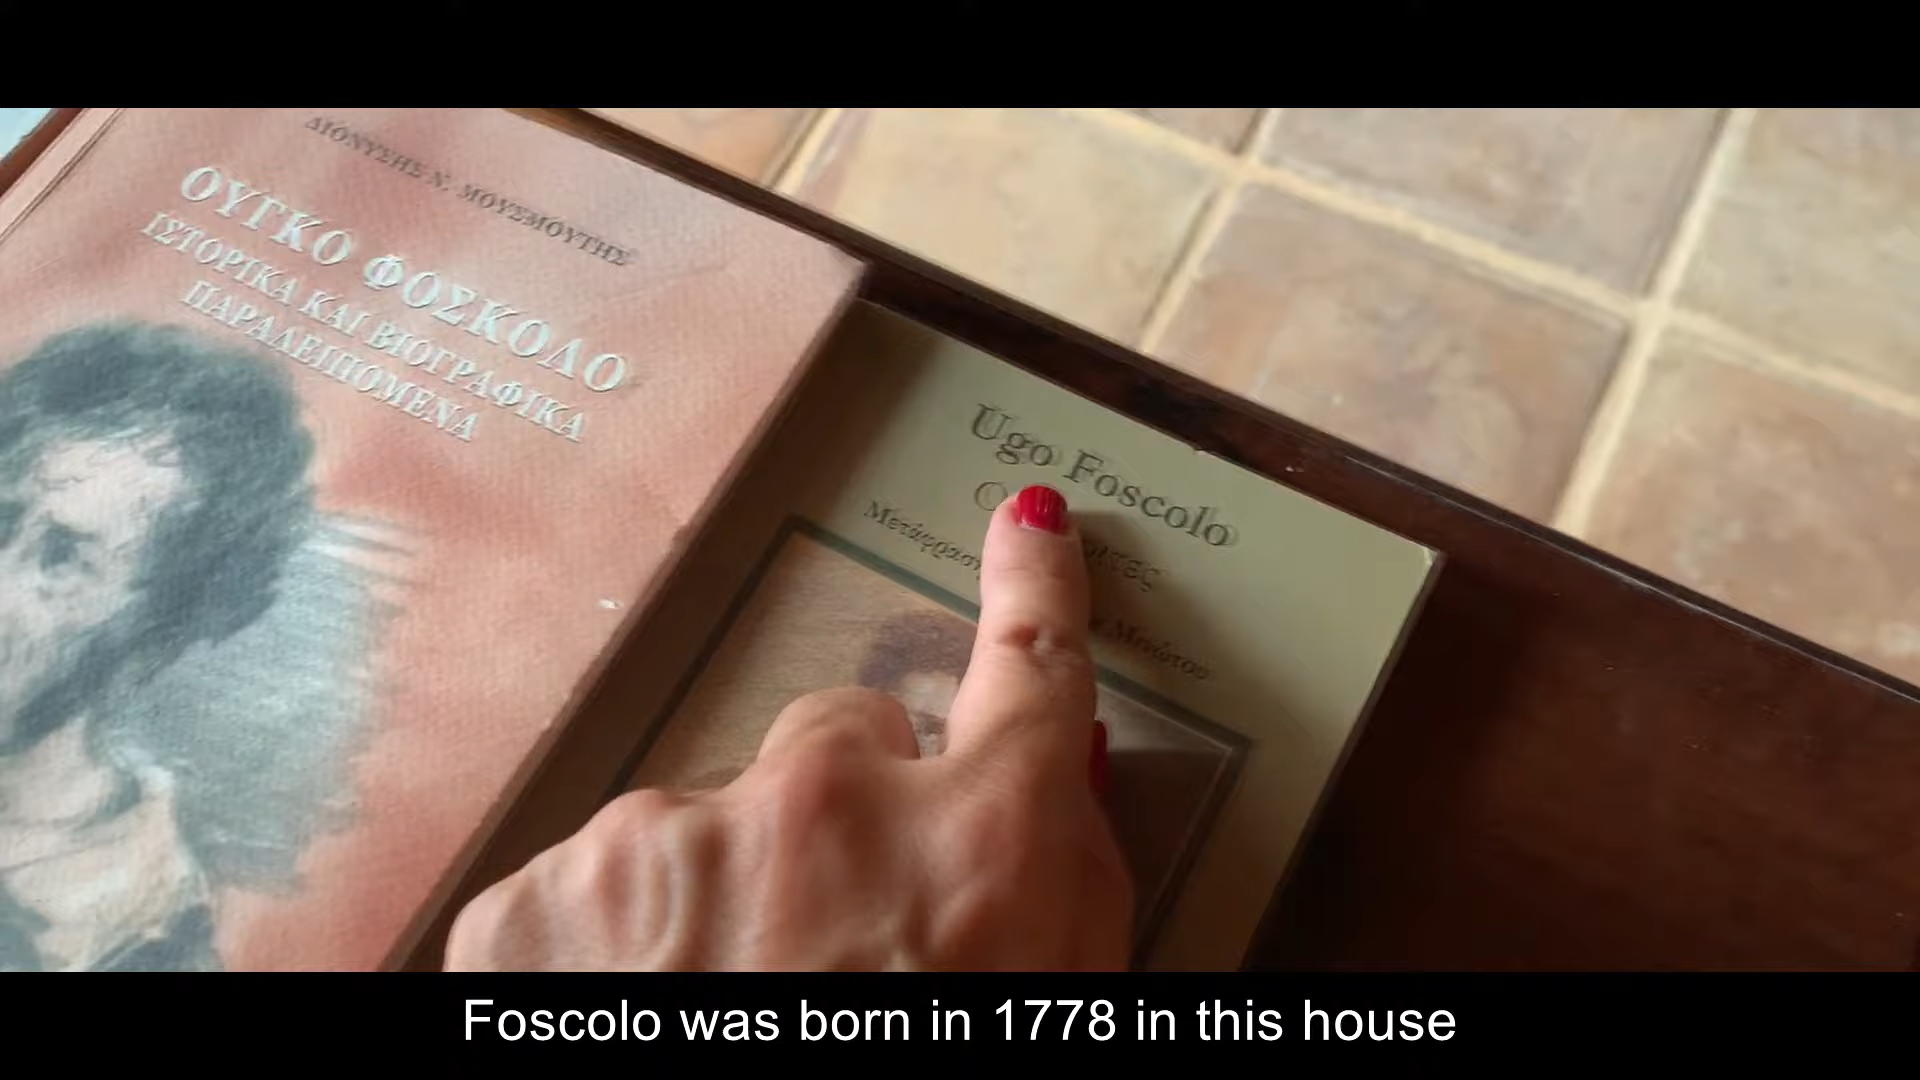 ΔΙΟΝΥΣΗΣ Ν. ΜΟΥΣΜΟΥΤΗΣ
ΟΥΓΚΟ ΦΟΣΚΟΛΟ
ΙΣΤΟΡΙΚΑ ΚΑΙ ΒΙΟΓΡΑΦΙΚΑ
ΠΑΡΑΛΕΙΠΟΜΕΝΑ
Ugo Foscolo
Foscolo was born in 1778 in this house